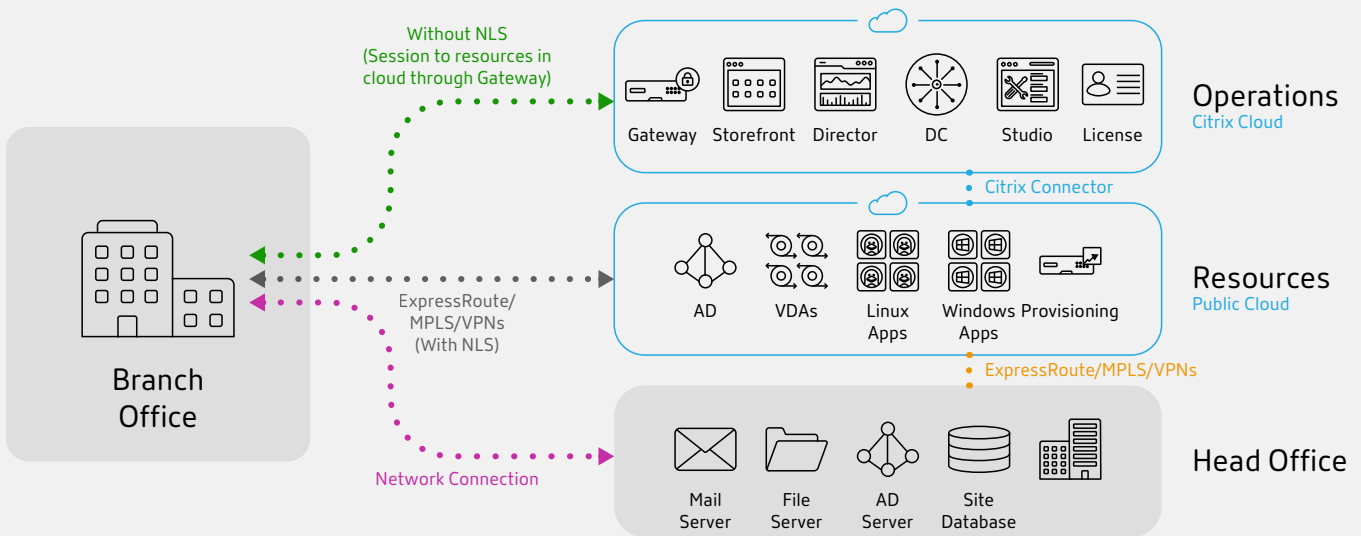 Without NLS
(Session to resources in
cloud through Gateway)
Gateway
Storefront
Director
DC
Studio
License
Operations
Citrix Cloud
Citrix Connector
AD
VDAs
Linux
Apps
Windows
Apps
Provisioning
Resources
Public Cloud
ExpressRoute/
MPLS/VPNs
(With NLS)
Branch
Office
ExpressRoute/MPLS/VPNs
Network Connection
Mail
Server
File
Server
AD
Server
Site
Database
Head Office